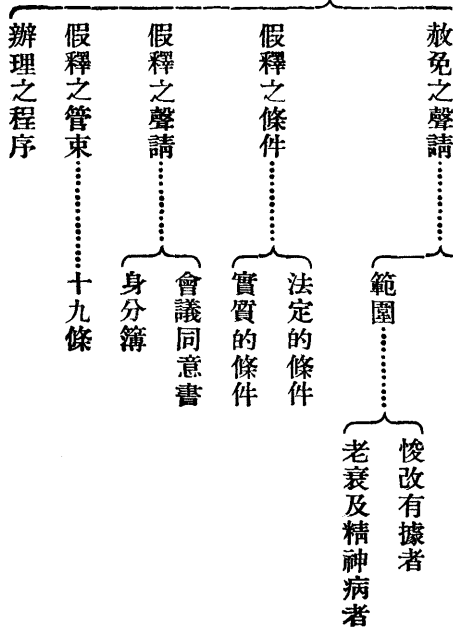 赦免之聲請
範圍
悛改有據者
老衰及精神病者
假釋之條件
法定的條件
實質的條件
假釋之聲請
會議同意書
身分簿
假釋之管束
十九條
辦理之程序